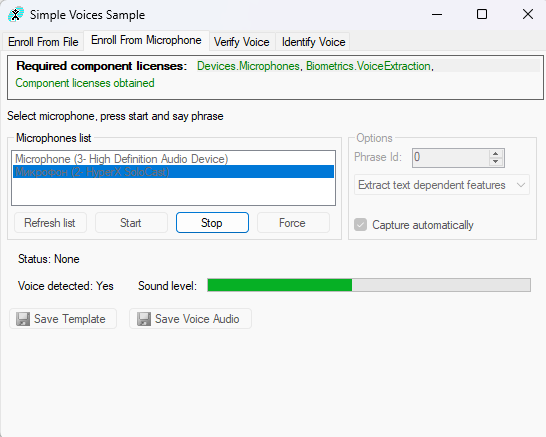 Simple Voices Sample
Enroll From File Enroll From Microphone Verify Voice Identify Voice
Required component licenses: Devices.Microphones, Biometrics.VoiceExtraction,
Component licenses obtained
Select microphone, press start and say phrase
Microphones list
Microphone (3- High Definition Audio Device)
Микрофон (2- HyperX SoloCast)
Refresh list Start Stop Force
Options
Phrase Id: 0
Extract text dependent features
Capture automatically
Status: None
Voice detected: Yes Sound level:
Save Template Save Voice Audio